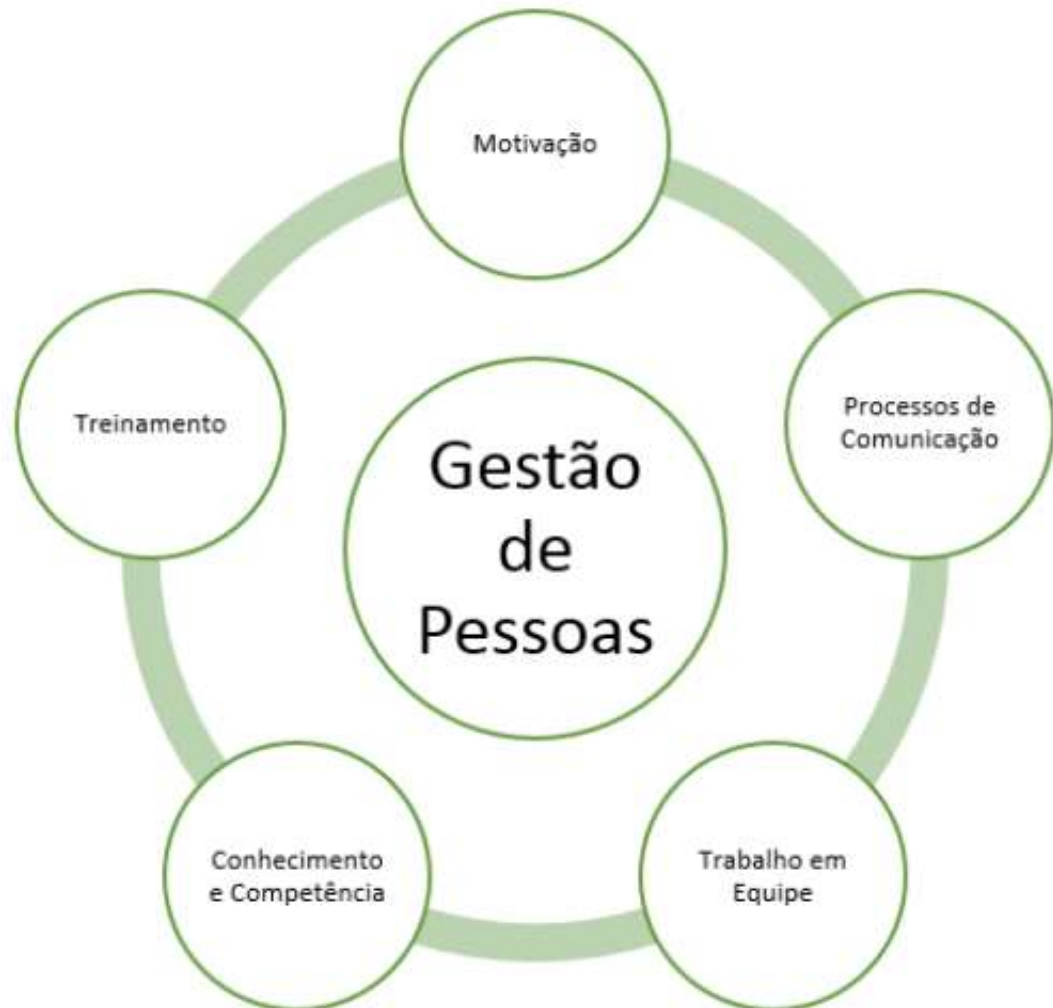 Motivação
Processos de
Comunicação
Trabalho em
Equipe
Conhecimento
e Competência
Treinamento
Gestão
de
Pessoas